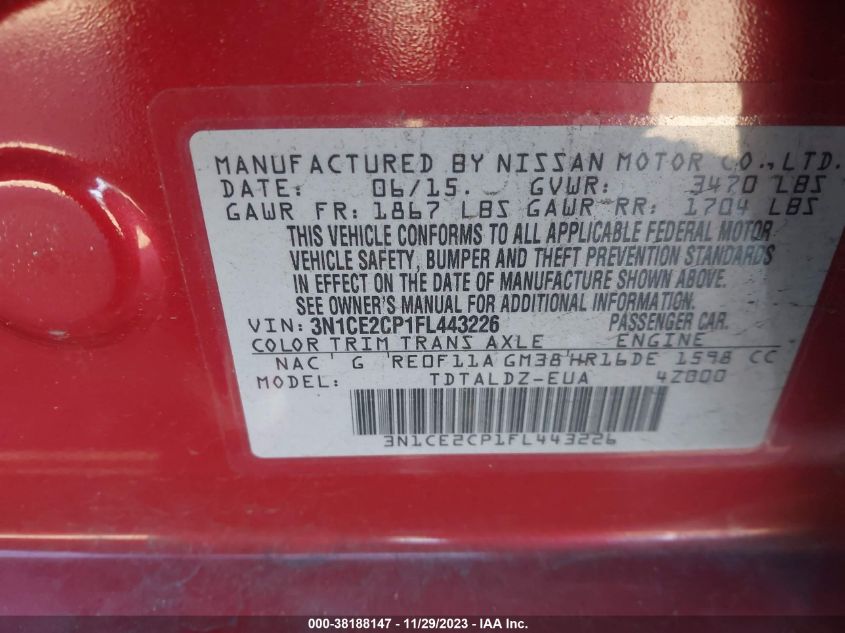 MANUFACTURED BY NISSAN MOTOR CO., LTD.
DATE: 06/15. GVWR: 3470 LBS
GAWR FR: 1867 LBS GAWR RR: 1704 LBS
THIS VEHICLE CONFORMS TO ALL APPLICABLE FEDERAL MOTOR
VEHICLE SAFETY, BUMPER AND THEFT PREVENTION STANDARDS
IN EFFECT ON THE DATE OF MANUFACTURE SHOWN ABOVE.
SEE OWNER'S MANUAL FOR ADDITIONAL INFORMATION.
VIN: 3N1CE2CP1FL443226 PASSENGER CAR.
COLOR TRIM TRANS AXLE ENGINE
NAC G RE0F11A GM38 HR16DE 1598 CC
MODEL: TDTALDZ-EUA 4Z000
3N1CE2CP1FL443226
000-38188147 - 11/29/2023 - IAAI Inc.